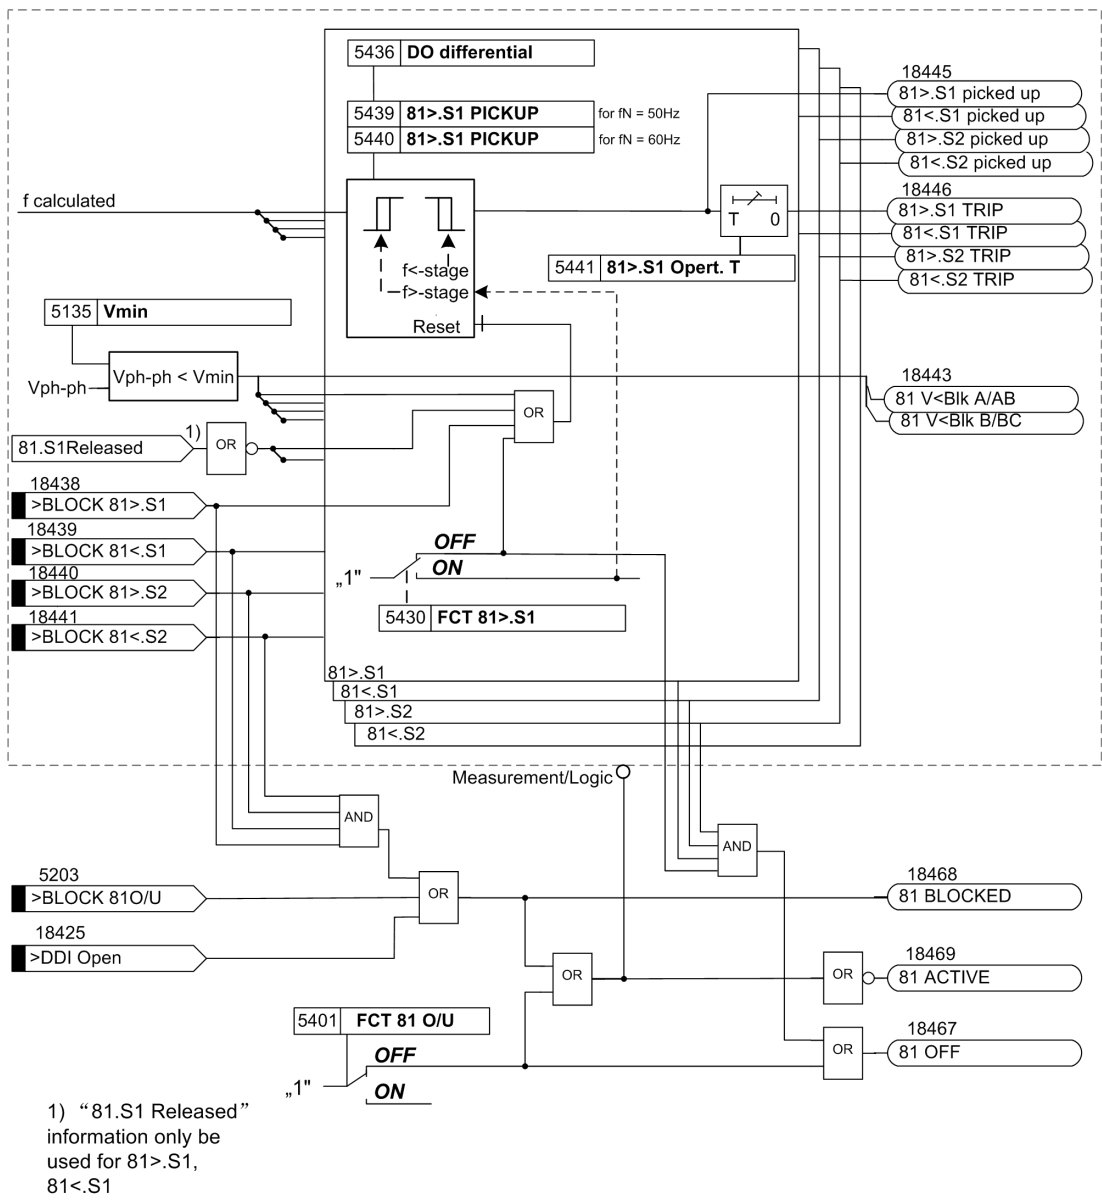 5436 DO differential
5439 81>.S1 PICKUP for fN = 50Hz
5440 81>.S1 PICKUP for fN = 60Hz
18445
81>.S1 picked up
81<.S1 picked up
81>.S2 picked up
81<.S2 picked up
f calculated
T 0
18446
81>.S1 TRIP
81<.S1 TRIP
81>.S2 TRIP
81<.S2 TRIP
5441 81>.S1 Opert. T
f<-stage
f>-stage
Reset
5135 Vmin
Vph-ph
Vph-ph < Vmin
18443
81 V<Blk A/AB
81 V<Blk B/BC
OR
81.S1Released
1)
OR
18438
>BLOCK 81>.S1
18439
>BLOCK 81<.S1
18440
>BLOCK 81>.S2
18441
>BLOCK 81<.S2
OFF
ON
„1"
5430 FCT 81>.S1
81>.S1
81<.S1
81>.S2
81<.S2
Measurement/Logic
AND
AND
5203
>BLOCK 81O/U
OR
18468
81 BLOCKED
18425
>DDI Open
OR
OR
18469
81 ACTIVE
5401 FCT 81 O/U
OFF
ON
„1"
OR
18467
81 OFF
1) “81.S1 Released”
information only be
used for 81>.S1,
81<.S1